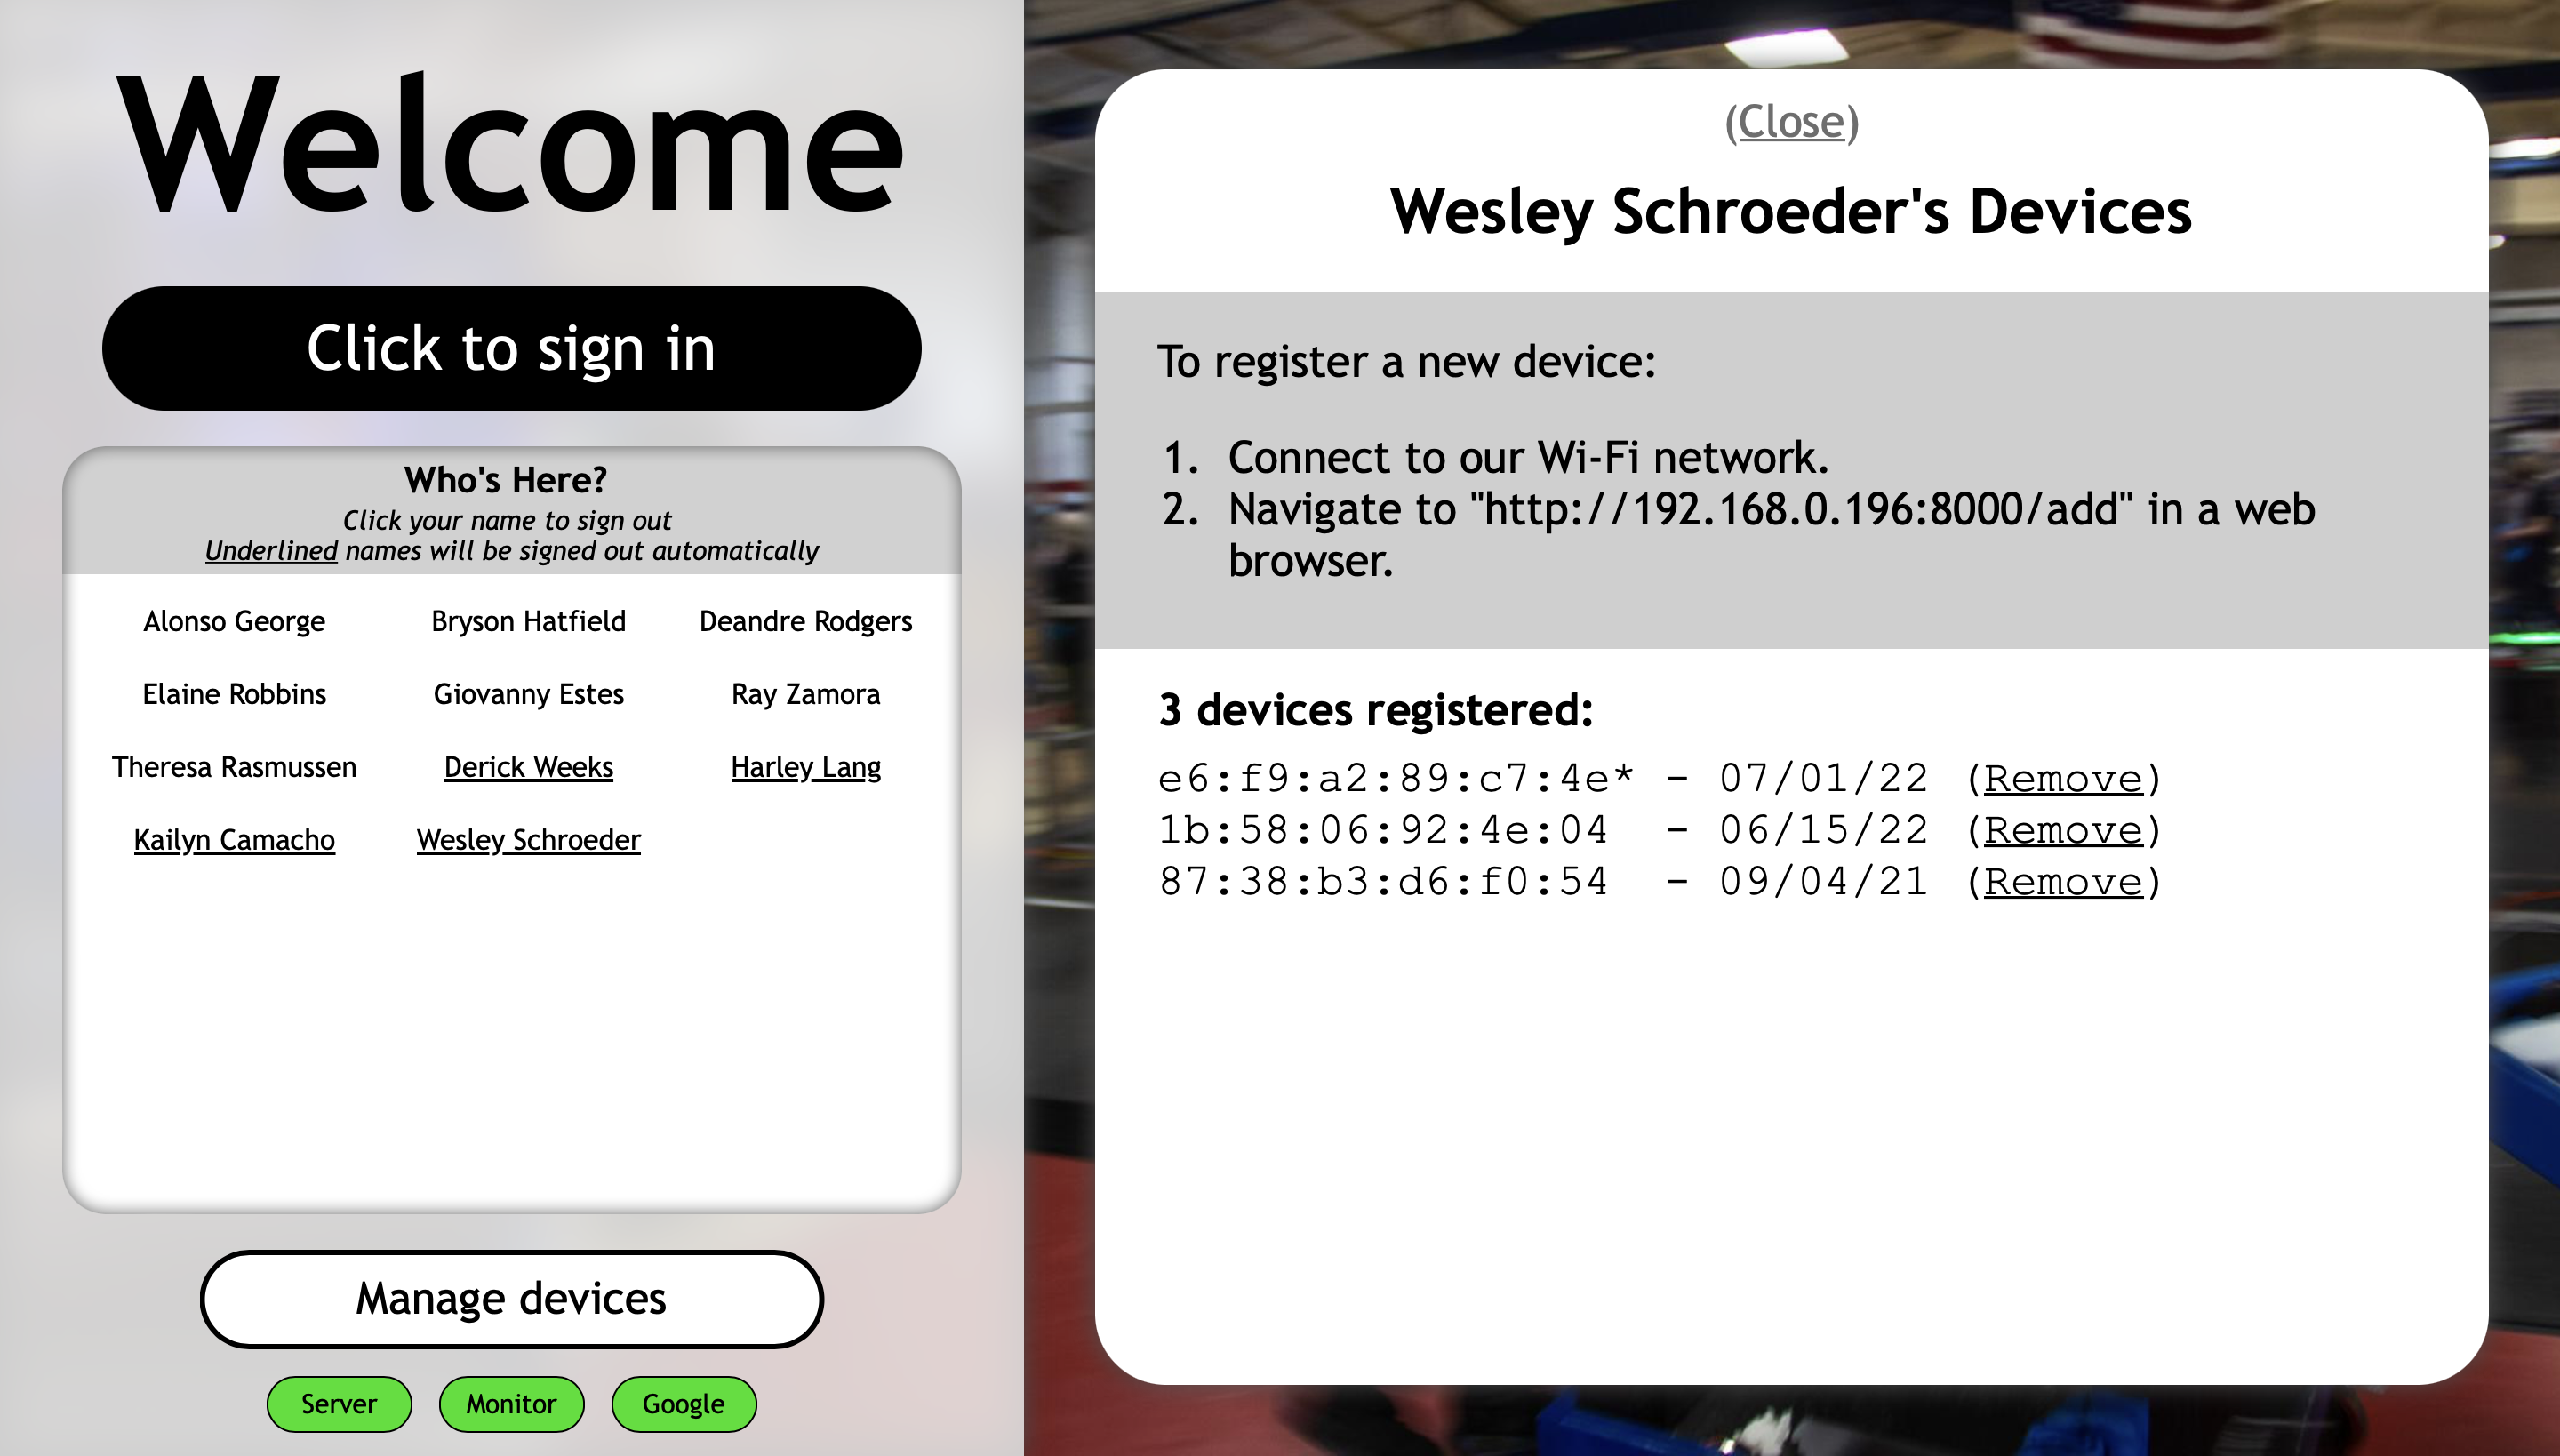 Welcome
Click to sign in
Who's Here?
Click your name to sign out
Underlined names will be signed out automatically
Alonso George Bryson Hatfield Deandre Rodgers
Elaine Robbins Giovanny Estes Ray Zamora
Theresa Rasmussen Derick Weeks Harley Lang
Kailyn Camacho Wesley Schroeder
Manage devices
Server Monitor Google
(Close)
Wesley Schroeder's Devices
To register a new device:
1. Connect to our Wi-Fi network.
2. Navigate to "http://192.168.0.196:8000/add" in a web
browser.
3 devices registered:
e6:f9:a2:89:c7:4e* - 07/01/22 (Remove)
1b:58:06:92:4e:04 - 06/15/22 (Remove)
87:38:b3:d6:f0:54 - 09/04/21 (Remove)